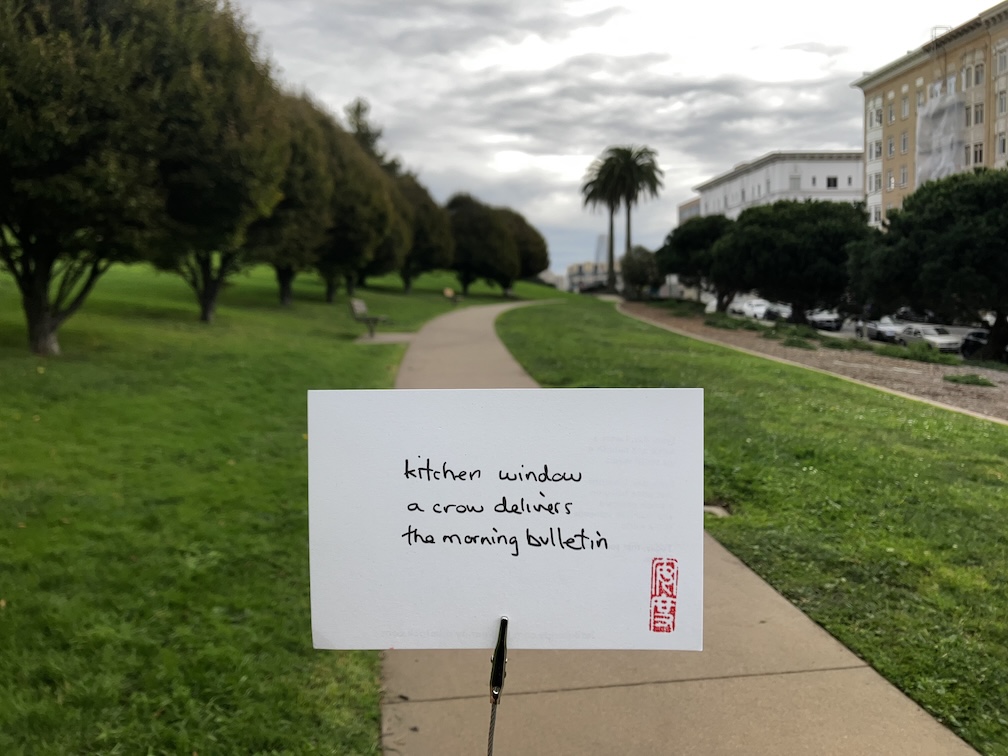 kitchen window
a crow delivers
the morning bulletin